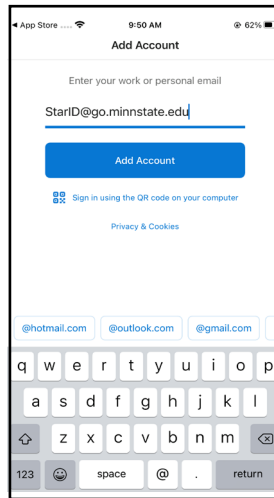 App Store .... 9:50 AM 62%
Add Account
Enter your work or personal email
StarID@go.minnstate.edu
Add Account
Sign in using the QR code on your computer
Privacy & Cookies
@hotmail.com @outlook.com @gmail.com
q w e r t y u i o p
a s d f g h j k l
z x c v b n m
123 space @ . return